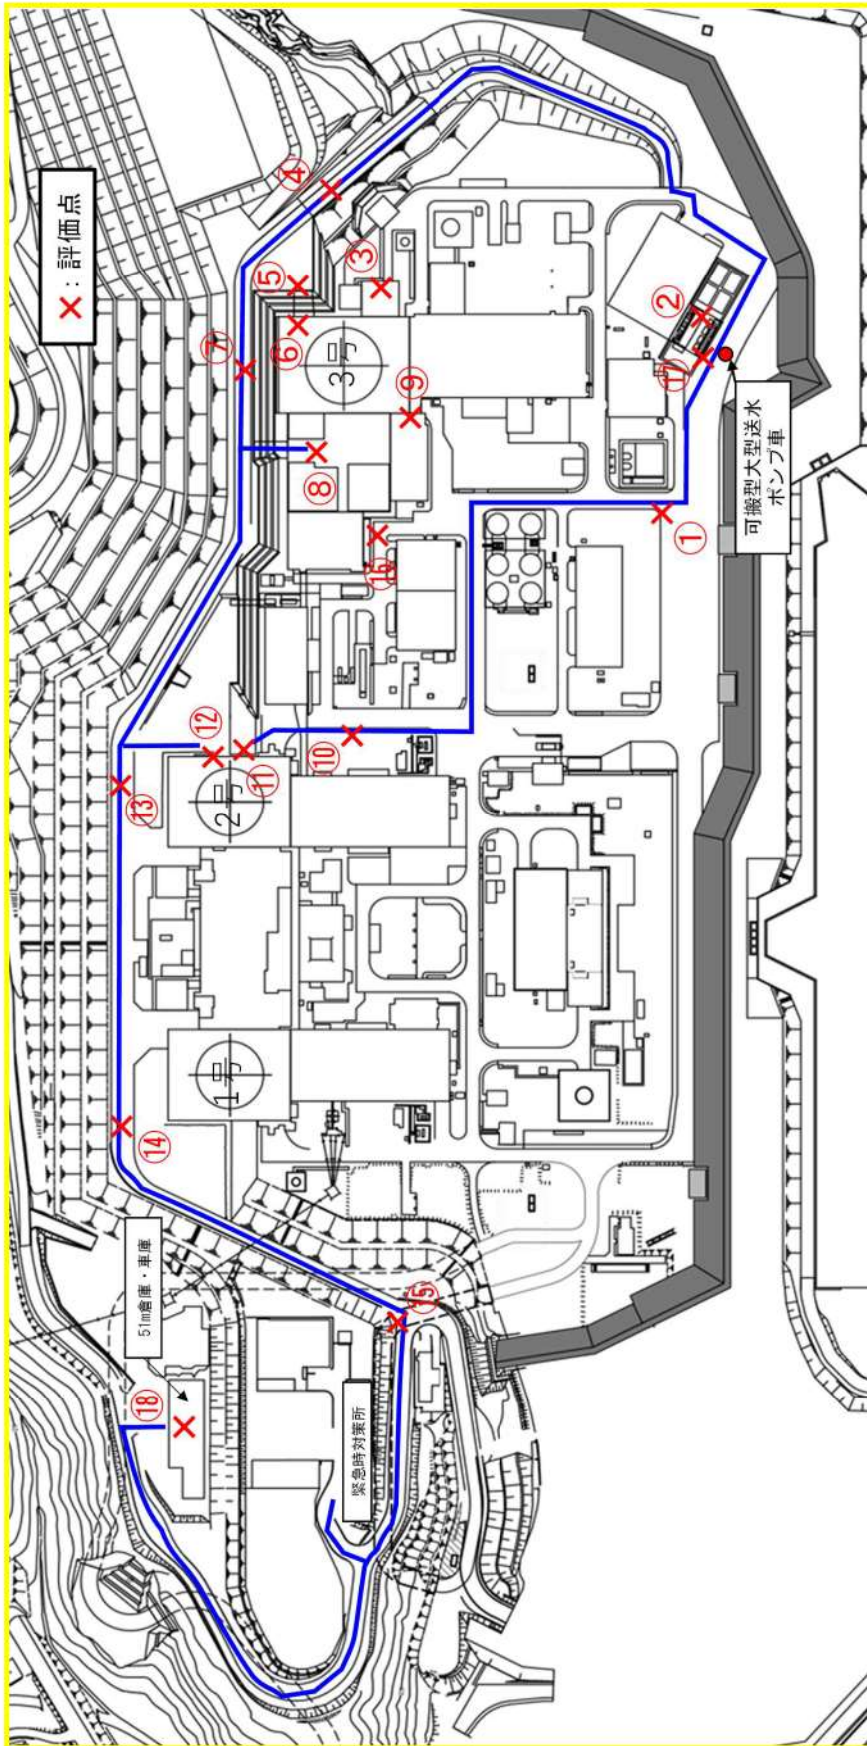 ×：評価点
51m倉庫・車庫
⑱
⑭
⑬
⑫
⑦
1号
2号
⑪
⑥
⑤
④
⑧
⑩
3号
③
緊急時対策所
⑯
⑨
⑮
②
⑰
①
可搬型大型送水
ポンプ車